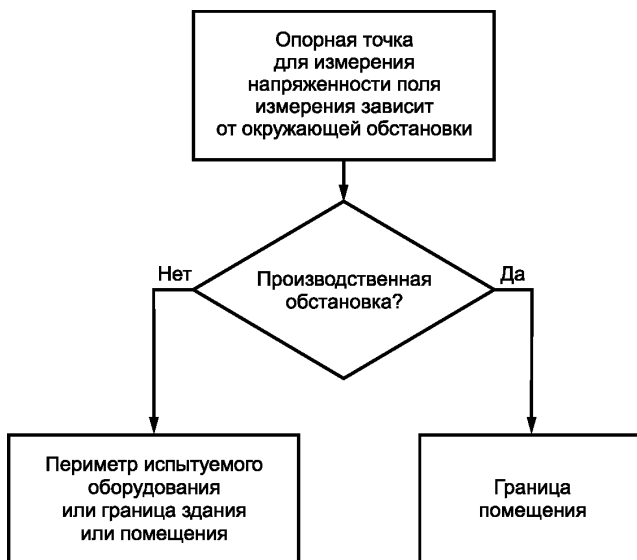 Опорная точка
для измерения
напряженности поля
измерения зависит
от окружающей обстановки
Нет
Производственная
обстановка?
Да
Периметр испытуемого
оборудования
или граница здания
или помещения
Граница
помещения